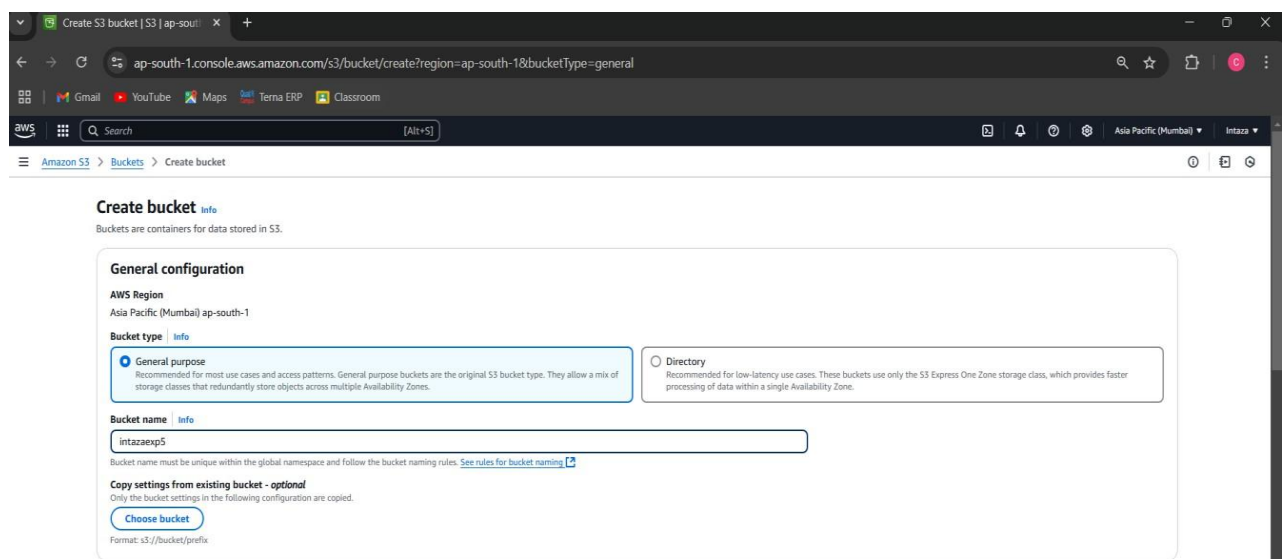 Create S3 bucket | S3 | ap-sout
ap-south-1.console.aws.amazon.com/s3/bucket/create?region=ap-south-1&bucketType=general
Gmail YouTube Maps Terna ERP Classroom
aws Search [Alt+S] Asia Pacific (Mumbai) Intaza
Amazon S3 > Buckets > Create bucket
Create bucket Info
Buckets are containers for data stored in S3.
General configuration
AWS Region
Asia Pacific (Mumbai) ap-south-1
Bucket type Info
General purpose
Recommended for most use cases and access patterns. General purpose buckets are the original S3 bucket type. They allow a mix of
storage classes that redundantly store objects across multiple Availability Zones.
Directory
Recommended for low-latency use cases. These buckets use only the S3 Express One Zone storage class, which provides faster
processing of data within a single Availability Zone.
Bucket name Info
intazaexp5
Bucket name must be unique within the global namespace and follow the bucket naming rules. See rules for bucket naming
Copy settings from existing bucket - optional
Only the bucket settings in the following configuration are copied.
Choose bucket
Format: s3://bucket/prefix